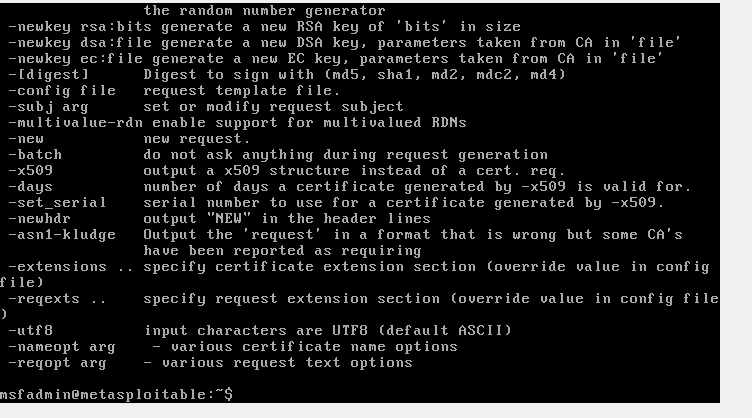 the random number generator
-newkey rsa:bits generate a new RSA key of 'bits' in size
-newkey dsa:file generate a new DSA key, parameters taken from CA in 'file'
-newkey ec:file generate a new EC key, parameters taken from CA in 'file'
-[digest]      Digest to sign with (md5, sha1, md2, mdc2, md4)
-config file   request template file.
-subj arg      set or modify request subject
-multivalue-rdn enable support for multivalued RDNs
-new           new request.
-batch         do not ask anything during request generation
-x509          output a x509 structure instead of a cert. req.
-days          number of days a certificate generated by -x509 is valid for.
-set_serial    serial number to use for a certificate generated by -x509.
-newhdr        output "NEW" in the header lines
-asn1-kludge   Output the 'request' in a format that is wrong but some CA's
have been reported as requiring
-extensions .. specify certificate extension section (override value in config
file)
-reqexts ..    specify request extension section (override value in config file
)
-utf8          input characters are UTF8 (default ASCII)
-nameopt arg    - various certificate name options
-reqopt arg    - various request text options
msfadmin@metasploitable:~$